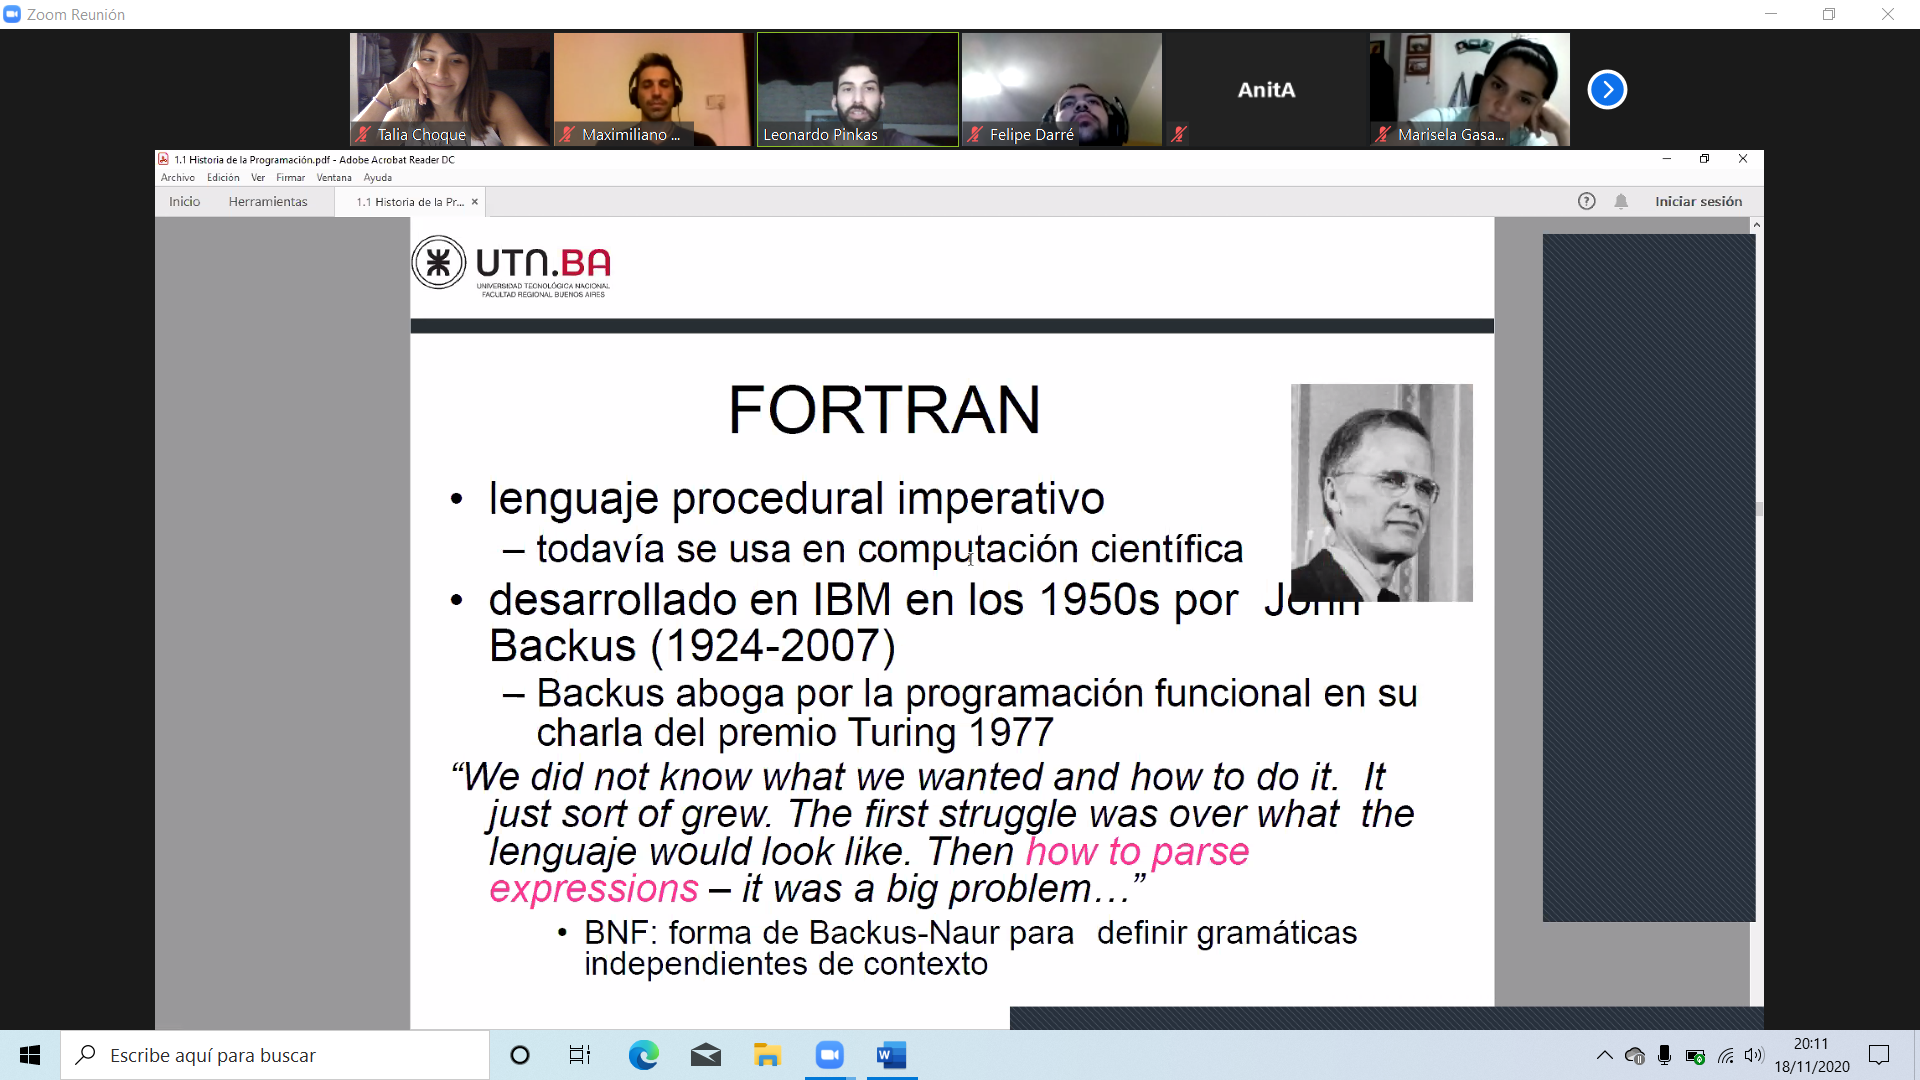 Zoom Reunión
Talia Choque
Maximiliano ...
Leonardo Pinkas
Felipe Darré
AnitA
Marisela Gasa...
1.1 Historia de la Programación.pdf - Adobe Acrobat Reader DC
Archivo Edición Ver Firmar Ventana Ayuda
Inicio Herramientas 1.1 Historia de la Pr... × Iniciar sesión
UTN.BA
UNIVERSIDAD TECNOLÓGICA NACIONAL
FACULTAD REGIONAL BUENOS AIRES
FORTRAN
• lenguaje procedural imperativo
– todavía se usa en computación científica
• desarrollado en IBM en los 1950s por John
Backus (1924-2007)
– Backus aboga por la programación funcional en su
charla del premio Turing 1977
“We did not know what we wanted and how to do it. It
just sort of grew. The first struggle was over what the
lenguaje would look like. Then how to parse
expressions – it was a big problem…”
• BNF: forma de Backus-Naur para definir gramáticas
independientes de contexto
Escribe aquí para buscar
20:11
18/11/2020